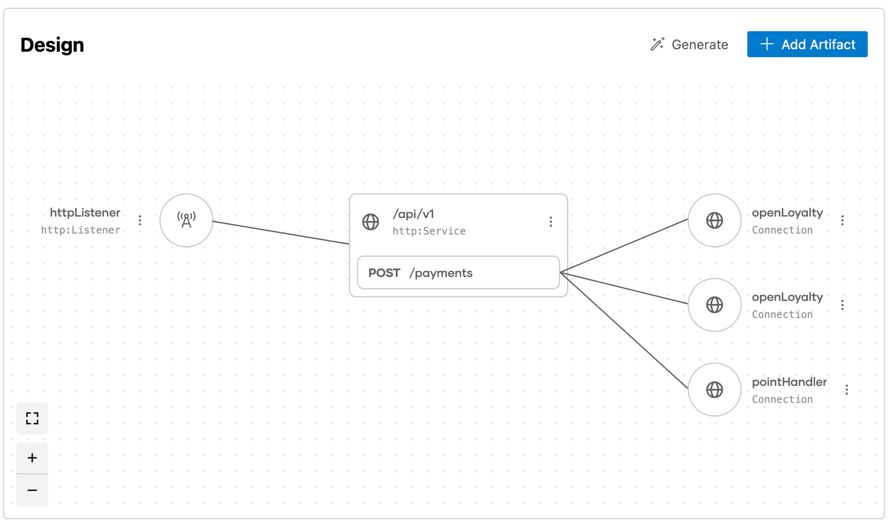 Design
Generate
Add Artifact
httpListener
http:Listener
/api/v1
http:Service
POST /payments
openLoyalty
Connection
openLoyalty
Connection
pointHandler
Connection